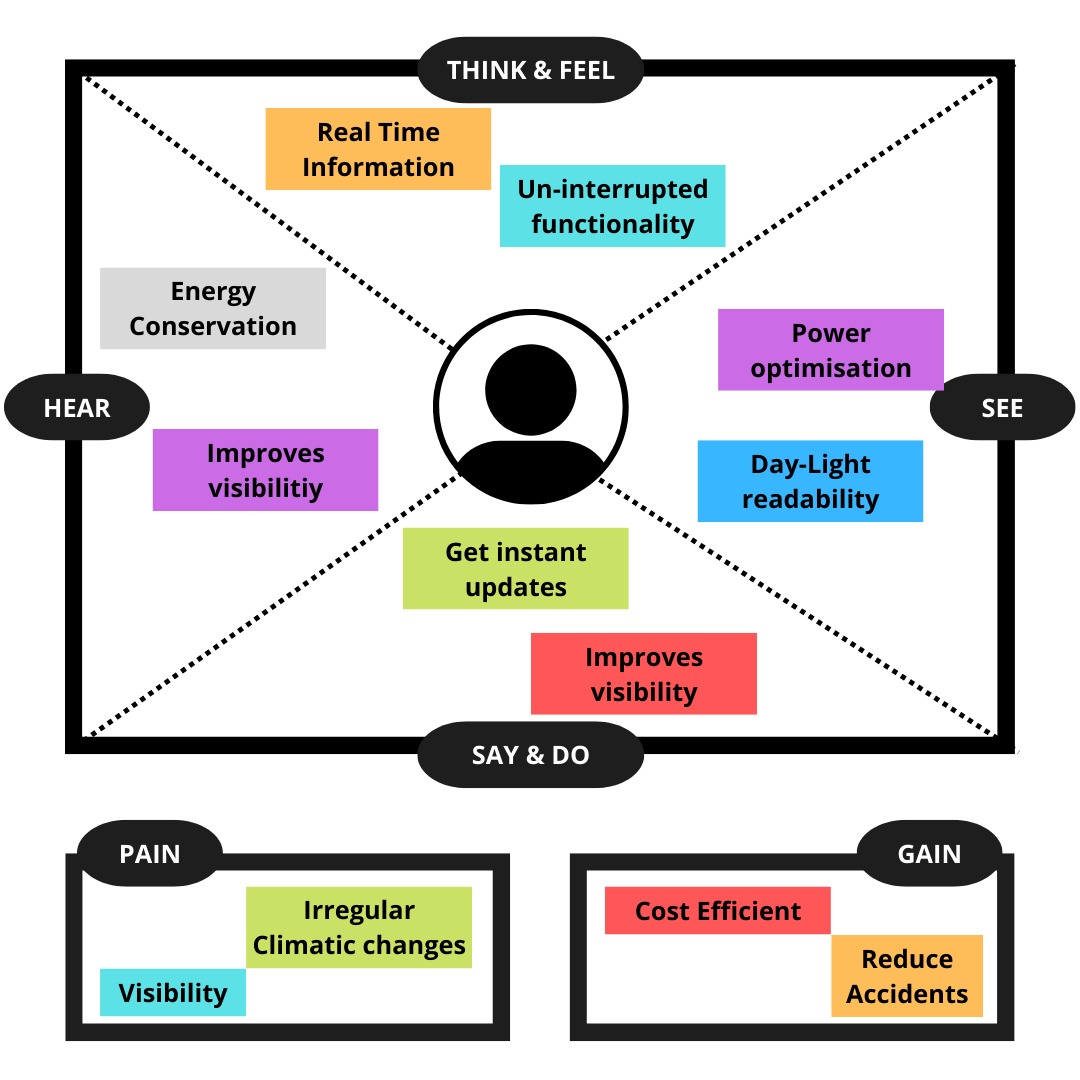 THINK & FEEL
Real Time
Information
Un-interrupted
functionality
Energy
Conservation
Power
optimisation
HEAR
SEE
Improves
visibilitiy
Day-Light
readability
Get instant
updates
Improves
visibility
SAY & DO
PAIN
Irregular
Climatic changes
Visibility
GAIN
Cost Efficient
Reduce
Accidents